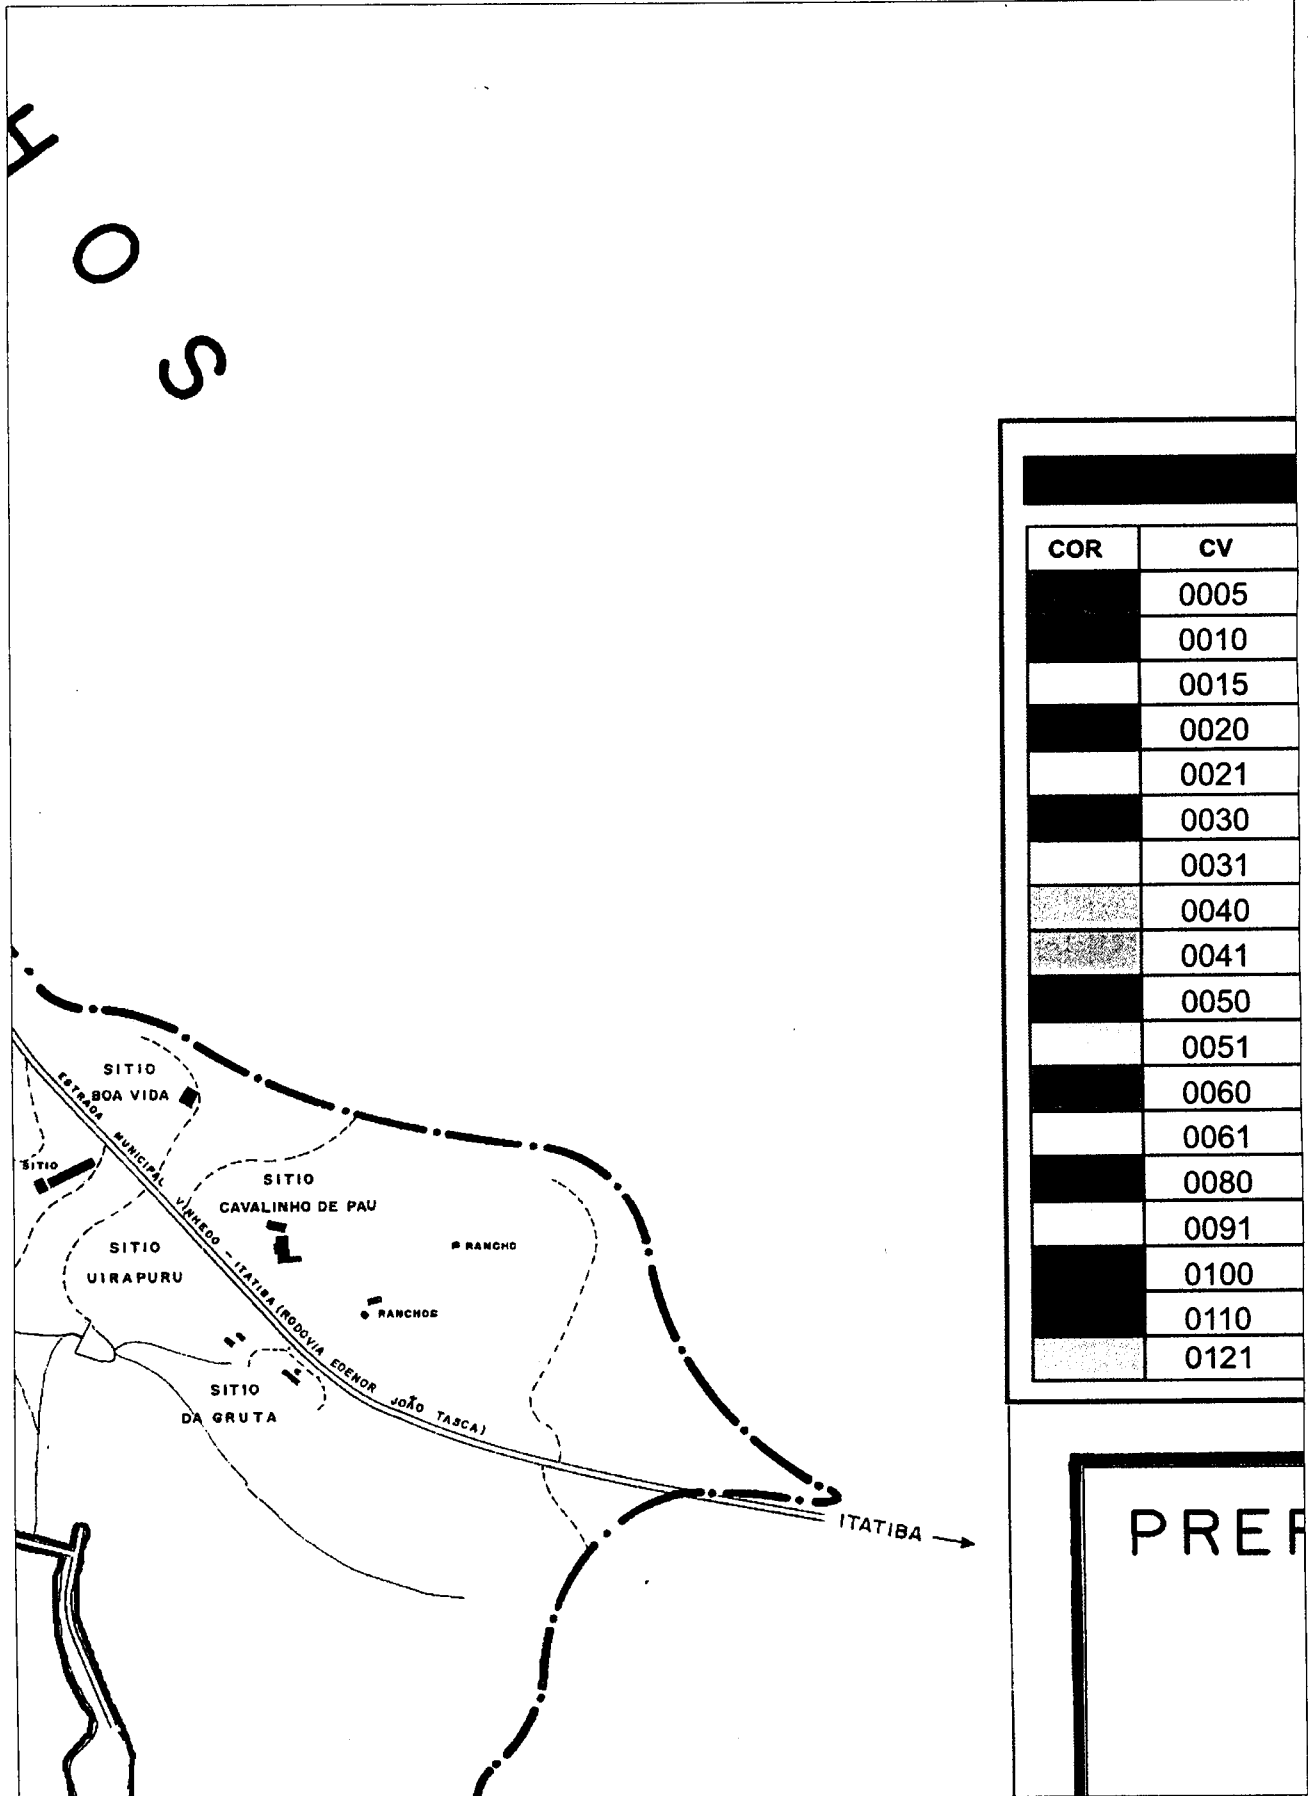 H
O
S
COR CV
0005
0010
0015
0020
0021
0030
0031
0040
0041
0050
0051
0060
0061
0080
0091
0100
0110
0121
SITIO
BOA VIDA
SITIO
SITIO
CAVALINHO DE PAU
RANCHO
RANCHOS
SITIO
UIRAPURU
SITIO
DA GRUTA
ESTRADA MUNICIPAL VINHEDO - ITATIBA (RODOVIA EDENOR JOÃO TASCA)
ITATIBA
PREF